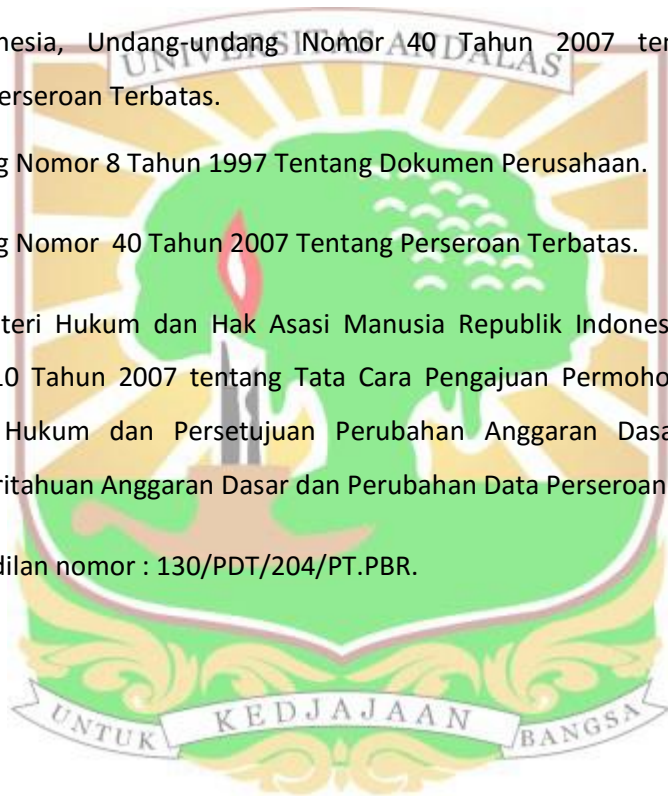 nesia, Undang-undang Nomor 40 Tahun 2007 ten
UNIVERSITAS ANDALAS
erseroan Terbatas.
g Nomor 8 Tahun 1997 Tentang Dokumen Perusahaan.
g Nomor 40 Tahun 2007 Tentang Perseroan Terbatas.
teri Hukum dan Hak Asasi Manusia Republik Indones
10 Tahun 2007 tentang Tata Cara Pengajuan Permoho
Hukum dan Persetujuan Perubahan Anggaran Dasa
ritahuan Anggaran Dasar dan Perubahan Data Perseroan
dilan nomor : 130/PDT/204/PT.PBR.
UNTUK KEDJAJAAN BANGSA